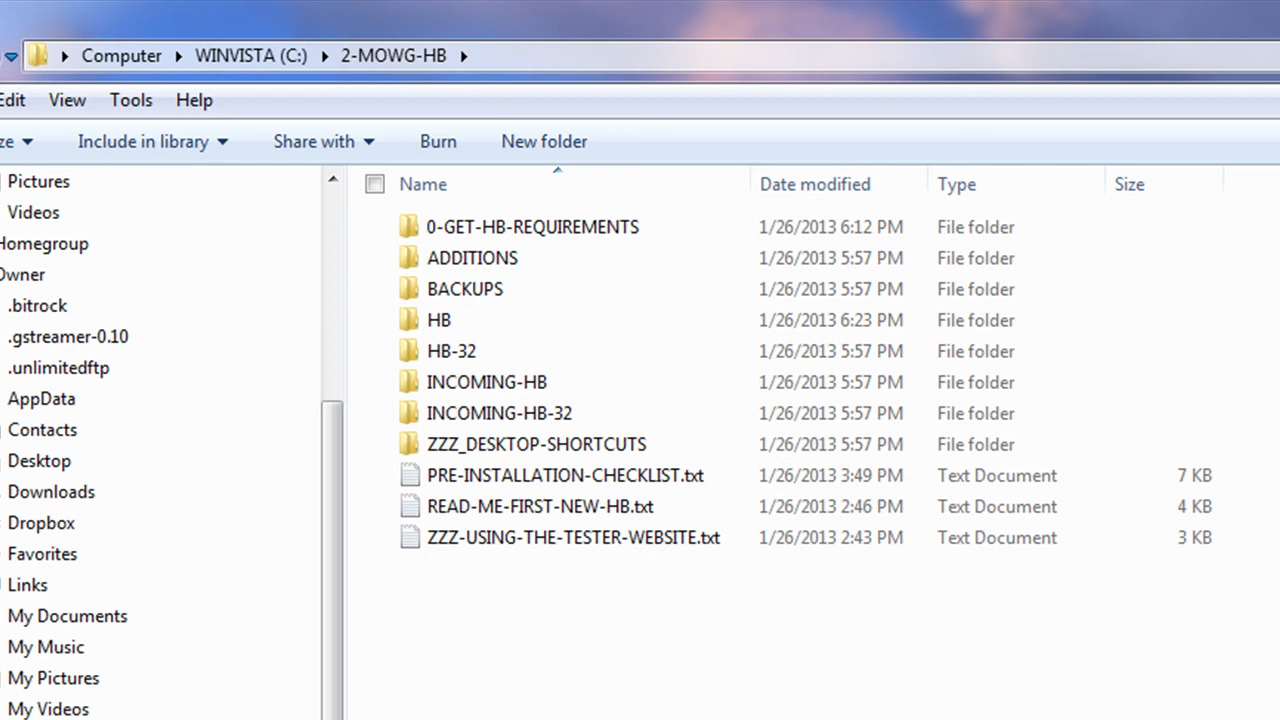 Computer WINVISTA (C:) 2-MOWG-HB
Edit View Tools Help
ze Include in library Share with Burn New folder
Pictures
Videos
Homegroup
Owner
.bitrock
.gstreamer-0.10
.unlimitedftp
AppData
Contacts
Desktop
Downloads
Dropbox
Favorites
Links
My Documents
My Music
My Pictures
My Videos
Name Date modified Type Size
0-GET-HB-REQUIREMENTS 1/26/2013 6:12 PM File folder
ADDITIONS 1/26/2013 5:57 PM File folder
BACKUPS 1/26/2013 5:57 PM File folder
HB 1/26/2013 6:23 PM File folder
HB-32 1/26/2013 5:57 PM File folder
INCOMING-HB 1/26/2013 5:57 PM File folder
INCOMING-HB-32 1/26/2013 5:57 PM File folder
ZZZ_DESKTOP-SHORTCUTS 1/26/2013 5:57 PM File folder
PRE-INSTALLATION-CHECKLIST.txt 1/26/2013 3:49 PM Text Document 7 KB
READ-ME-FIRST-NEW-HB.txt 1/26/2013 2:46 PM Text Document 4 KB
ZZZ-USING-THE-TESTER-WEBSITE.txt 1/26/2013 2:43 PM Text Document 3 KB